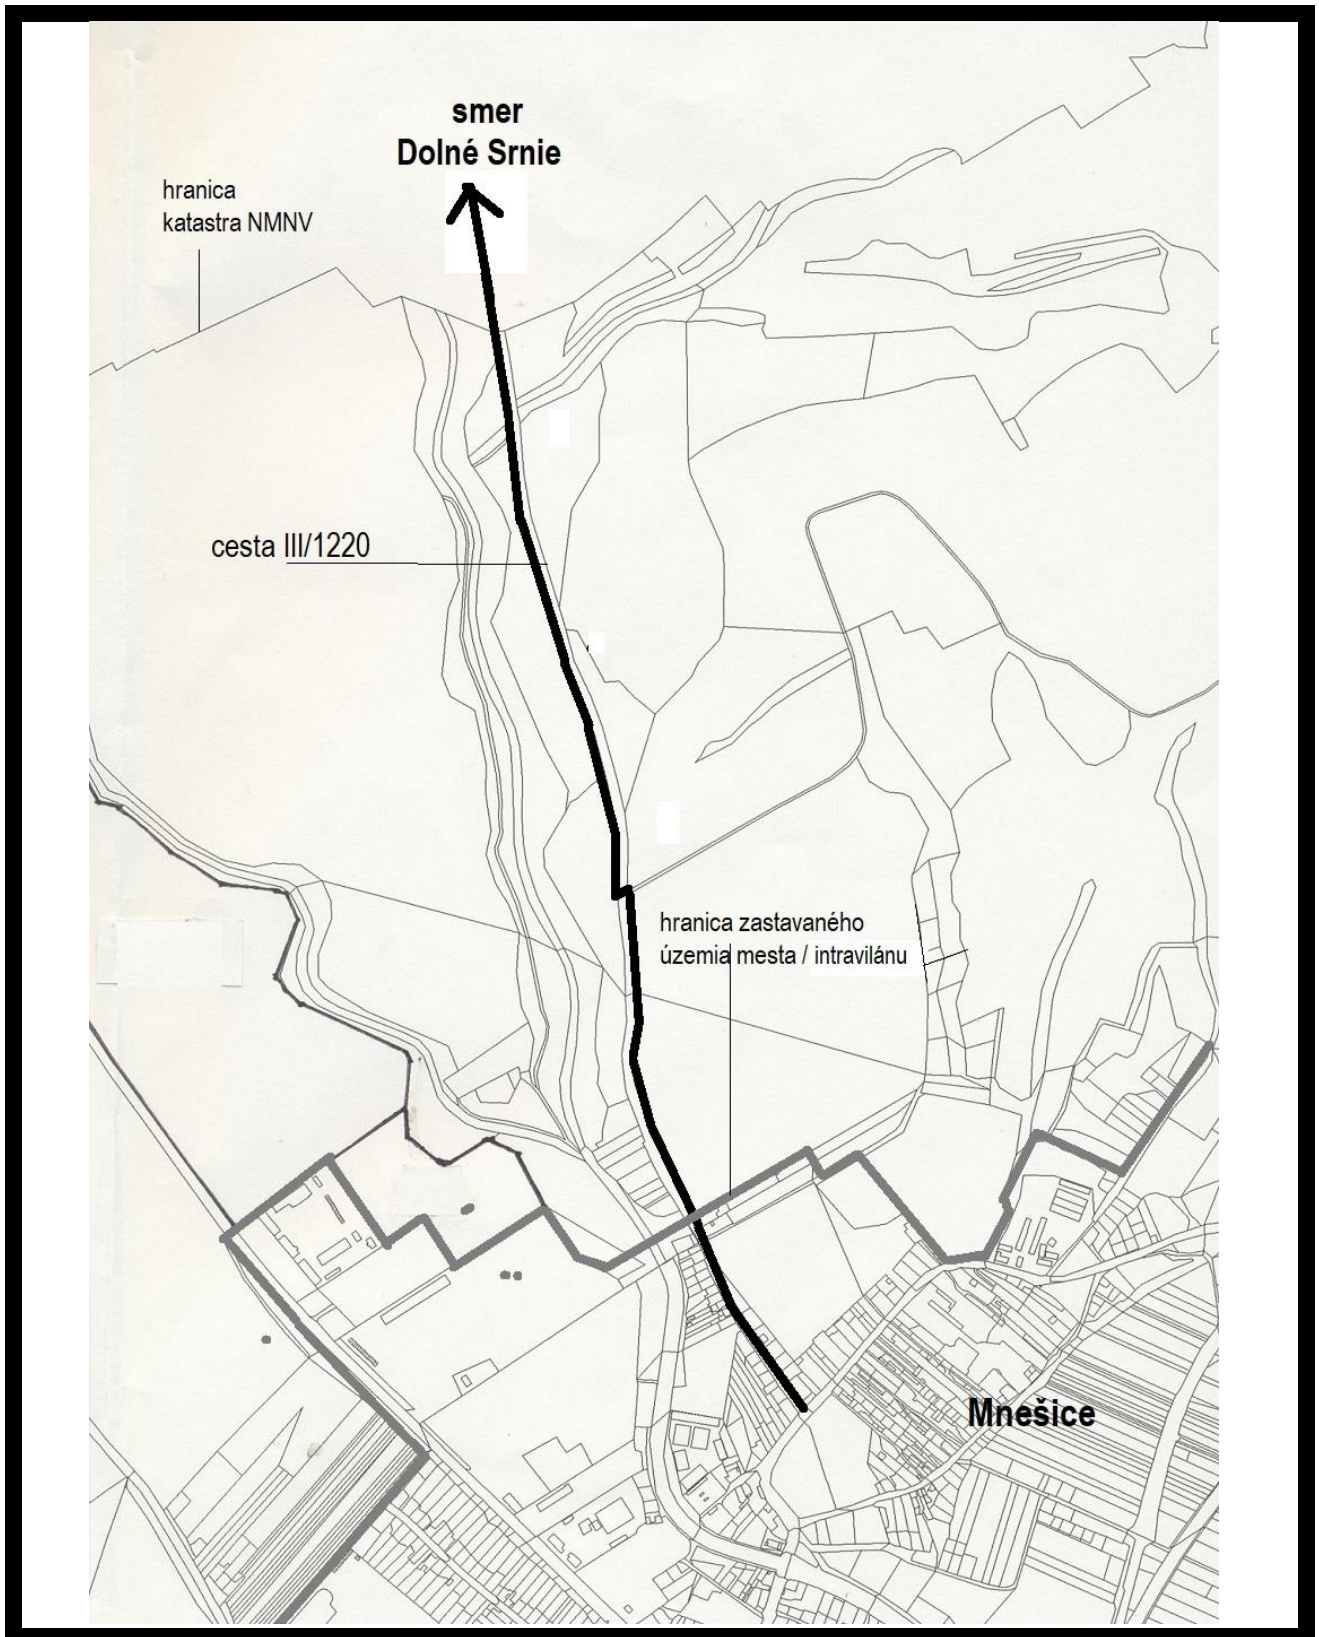 smer
Dolné Srnie
hranica
katastra NMNV
cesta III/1220
hranica zastavaného
územia mesta / intravilánu
Mnešice